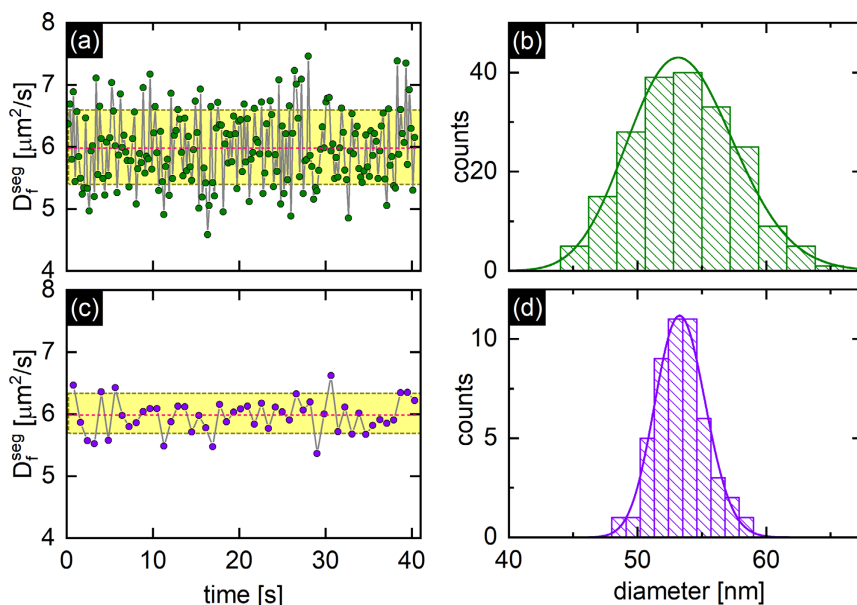 (a)
8
7
6
5
4
D_f^seg [μm²/s]
(b)
40
20
0
counts
(c)
8
7
6
5
4
D_f^seg [μm²/s]
0 10 20 30 40
time [s]
(d)
10
5
0
counts
40 50 60
diameter [nm]